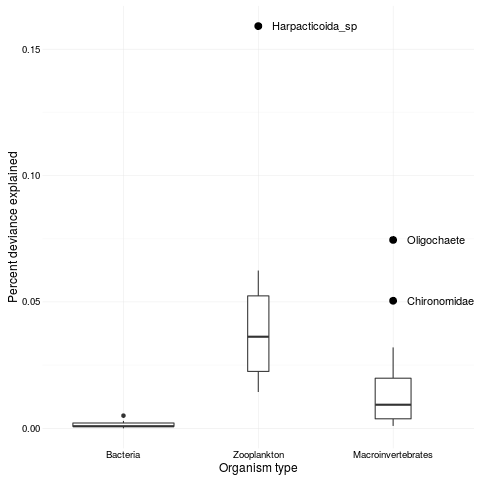 Harpacticoida_sp
0.15
0.10
Percent deviance explained
Oligochaete
0.05
Chironomidae
0.00
Bacteria
Zooplankton
Macroinvertebrates
Organism type